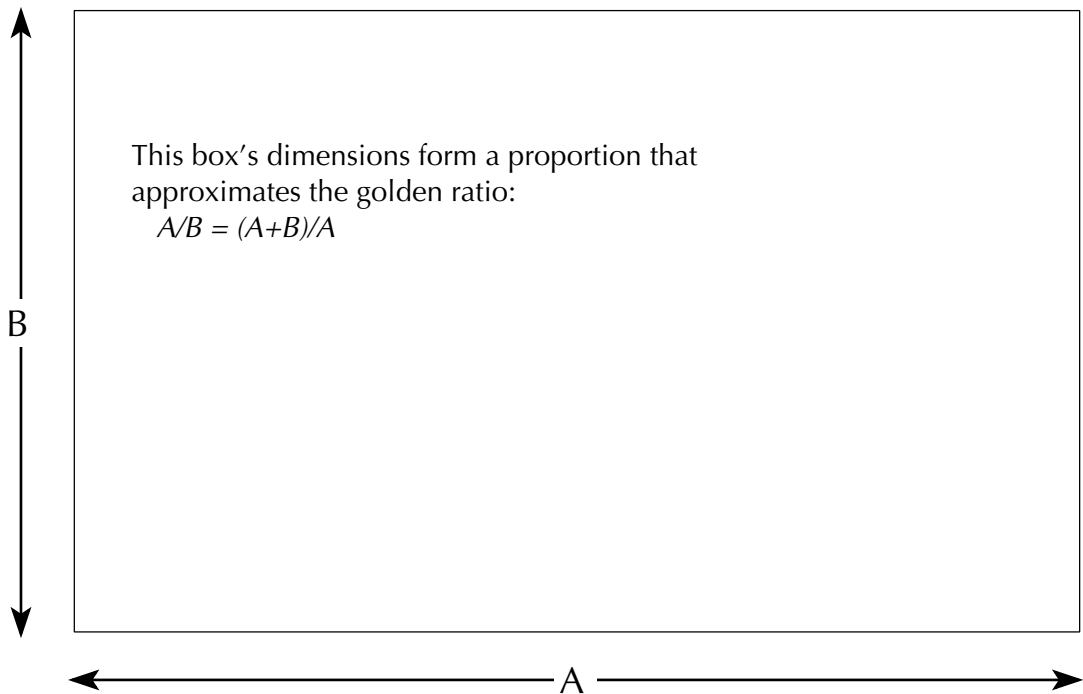 This box’s dimensions form a proportion that
approximates the golden ratio:
A/B = (A+B)/A
B
A